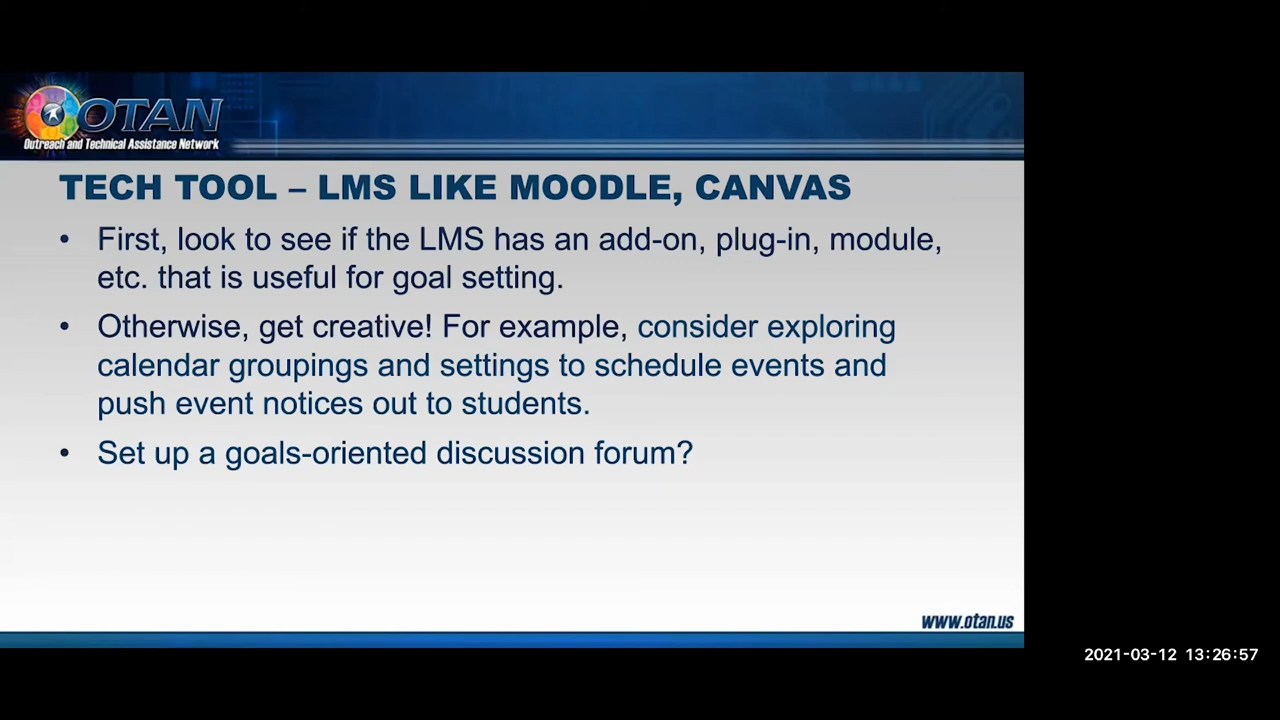 OTAN
Outreach and Technical Assistance Network
TECH TOOL – LMS LIKE MOODLE, CANVAS
• First, look to see if the LMS has an add-on, plug-in, module,
etc. that is useful for goal setting.
• Otherwise, get creative! For example, consider exploring
calendar groupings and settings to schedule events and
push event notices out to students.
• Set up a goals-oriented discussion forum?
www.otan.us
2021-03-12 13:26:57